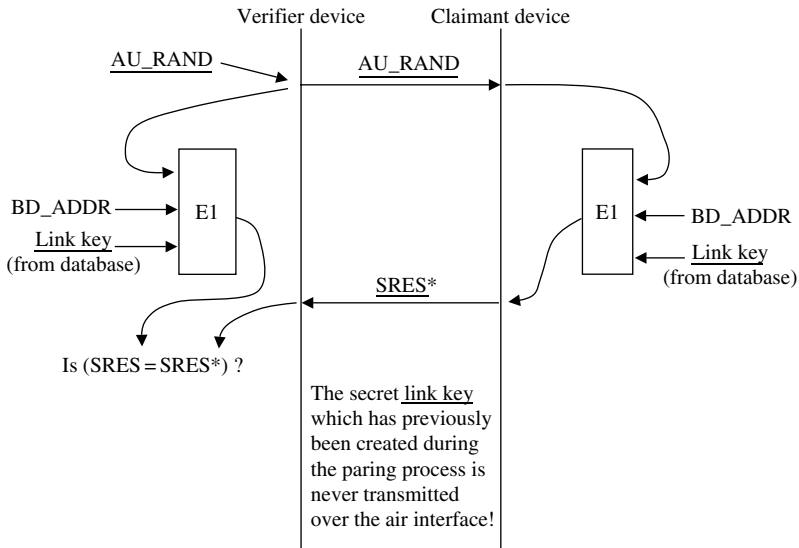 Verifier device
Claimant device
AU_RAND
AU_RAND
E1
BD_ADDR
Link key
(from database)
E1
BD_ADDR
Link key
(from database)
SRES*
Is (SRES = SRES*) ?
The secret link key
which has previously
been created during
the paring process is
never transmitted
over the air interface!